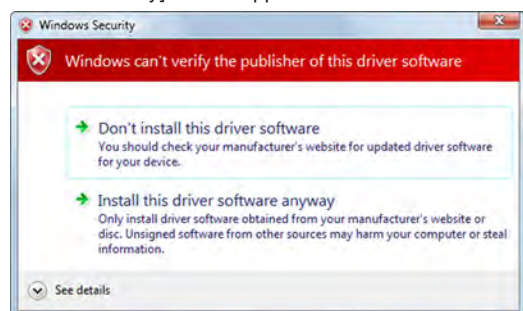 Windows Security
Windows can't verify the publisher of this driver software
Don't install this driver software
You should check your manufacturer's website for updated driver software
for your device.
Install this driver software anyway
Only install driver software obtained from your manufacturer's website or
disc. Unsigned software from other sources may harm your computer or steal
information.
See details